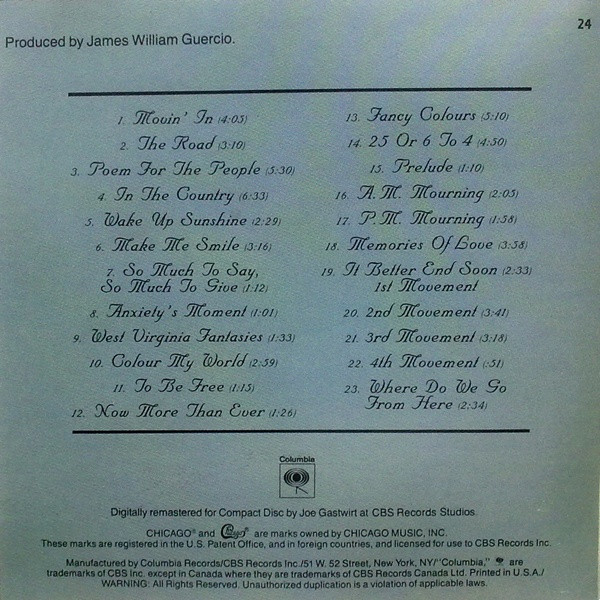 24
Produced by James William Guercio.
1. Movin' In (4:05)
2. The Road (3:10)
3. Poem For The People (5:30)
4. In The Country (6:33)
5. Wake Up Sunshine (2:29)
6. Make Me Smile (3:16)
7. So Much To Say,
So Much To Give (1:12)
8. Anxiety's Moment (1:01)
9. West Virginia Fantasies (1:33)
10. Colour My World (2:59)
11. To Be Free (1:15)
12. Now More Than Ever (1:26)
13. Fancy Colours (5:10)
14. 25 Or 6 To 4 (4:50)
15. Prelude (1:10)
16. A.M. Mourning (2:05)
17. P.M. Mourning (1:58)
18. Memories Of Love (3:58)
19. It Better End Soon (2:33)
1st Movement
20. 2nd Movement (3:41)
21. 3rd Movement (3:18)
22. 4th Movement (:51)
23. Where Do We Go
From Here (2:34)
Columbia
Digitally remastered for Compact Disc by Joe Gastwirt at CBS Records Studios.
CHICAGO® and Chicago® are marks owned by CHICAGO MUSIC, INC.
These marks are registered in the U.S. Patent Office, and in foreign countries, and licensed for use to CBS Records Inc.
Manufactured by Columbia Records/CBS Records Inc./51 W. 52 Street, New York, NY/"Columbia," are
trademarks of CBS Inc. except in Canada where they are trademarks of CBS Records Canada Ltd. Printed in U.S.A./
WARNING: All Rights Reserved. Unauthorized duplication is a violation of applicable laws.